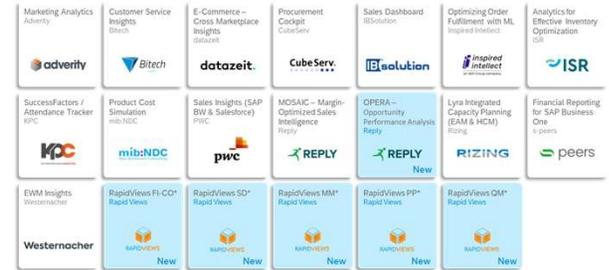 Marketing Analytics
Adverity
adverity
Customer Service
Insights
Bitech
Bitech
E-Commerce –
Cross Marketplace
Insights
datazeit
datazeit.
Procurement
Cockpit
CubeServ
CubeServ.
Sales Dashboard
IBSolution
IBsolution
Optimizing Order
Fulfillment with ML
Inspired Intellect
inspired
intellect
Analytics for
Effective Inventory
Optimization
ISR
ISR
SuccessFactors /
Attendance Tracker
KPC
KPC
Product Cost
Simulation
mib:NDC
mib:NDC
Sales Insights (SAP
BW & Salesforce)
PWC
pwc
MOSAIC – Margin-
Optimized Sales
Intelligence
Reply
REPLY
OPERA –
Opportunity
Performance Analysis
Reply
REPLY
New
Lyra Integrated
Capacity Planning
(EAM & HCM)
Rizing
RIZING
Financial Reporting
for SAP Business
One
s-peers
peers
EWM Insights
Westernacher
Westernacher
RapidViews FI-CO*
Rapid Views
RAPIDVIEWS
New
RapidViews SD*
Rapid Views
RAPIDVIEWS
New
RapidViews MM*
Rapid Views
RAPIDVIEWS
New
RapidViews PP*
Rapid Views
RAPIDVIEWS
New
RapidViews QM*
Rapid Views
RAPIDVIEWS
New